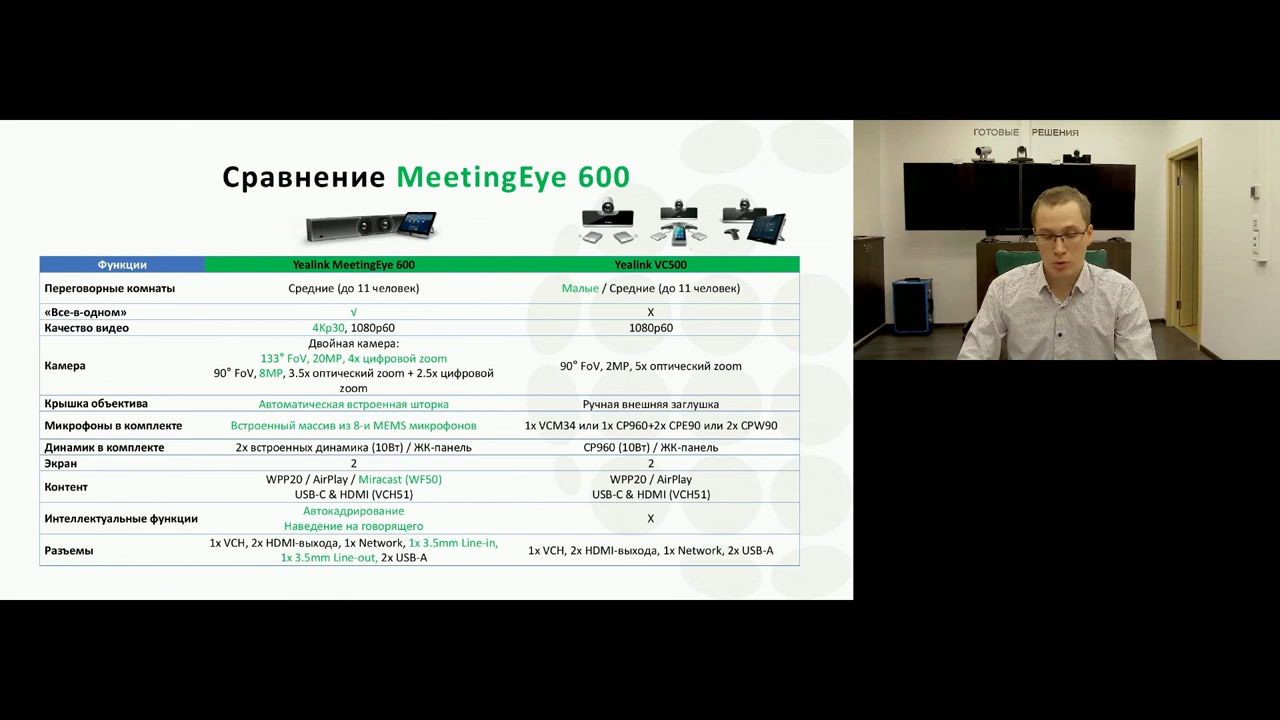 Сравнение MeetingEye 600
Функции Yealink MeetingEye 600 Yealink VC500
Переговорные комнаты Средние (до 11 человек) Малые / Средние (до 11 человек)
«Все-в-одном» √ X
Качество видео 4Kp30, 1080p60 1080p60
Камера
Двойная камера:
133° FoV, 20MP, 4x цифровой zoom
90° FoV, 8MP, 3.5x оптический zoom + 2.5x цифровой
zoom
90° FoV, 2MP, 5x оптический zoom
Крышка объектива Автоматическая встроенная шторка Ручная внешняя заглушка
Микрофоны в комплекте Встроенный массив из 8-и MEMS микрофонов 1x VCM34 или 1x CP960+2x CPE90 или 2x CPW90
Динамик в комплекте 2x встроенных динамика (10Вт) / ЖК-панель CP960 (10Вт) / ЖК-панель
Экран 2 2
Контент
WPP20 / AirPlay / Miracast (WF50)
USB-C & HDMI (VCH51)
WPP20 / AirPlay
USB-C & HDMI (VCH51)
Интеллектуальные функции
Автокадрирование
Наведение на говорящего
X
Разъемы
1x VCH, 2x HDMI-выхода, 1x Network, 1x 3.5mm Line-in,
1x 3.5mm Line-out, 2x USB-A
1x VCH, 2x HDMI-выхода, 1x Network, 2x USB-A
ГОТОВЫЕ РЕШЕНИЯ